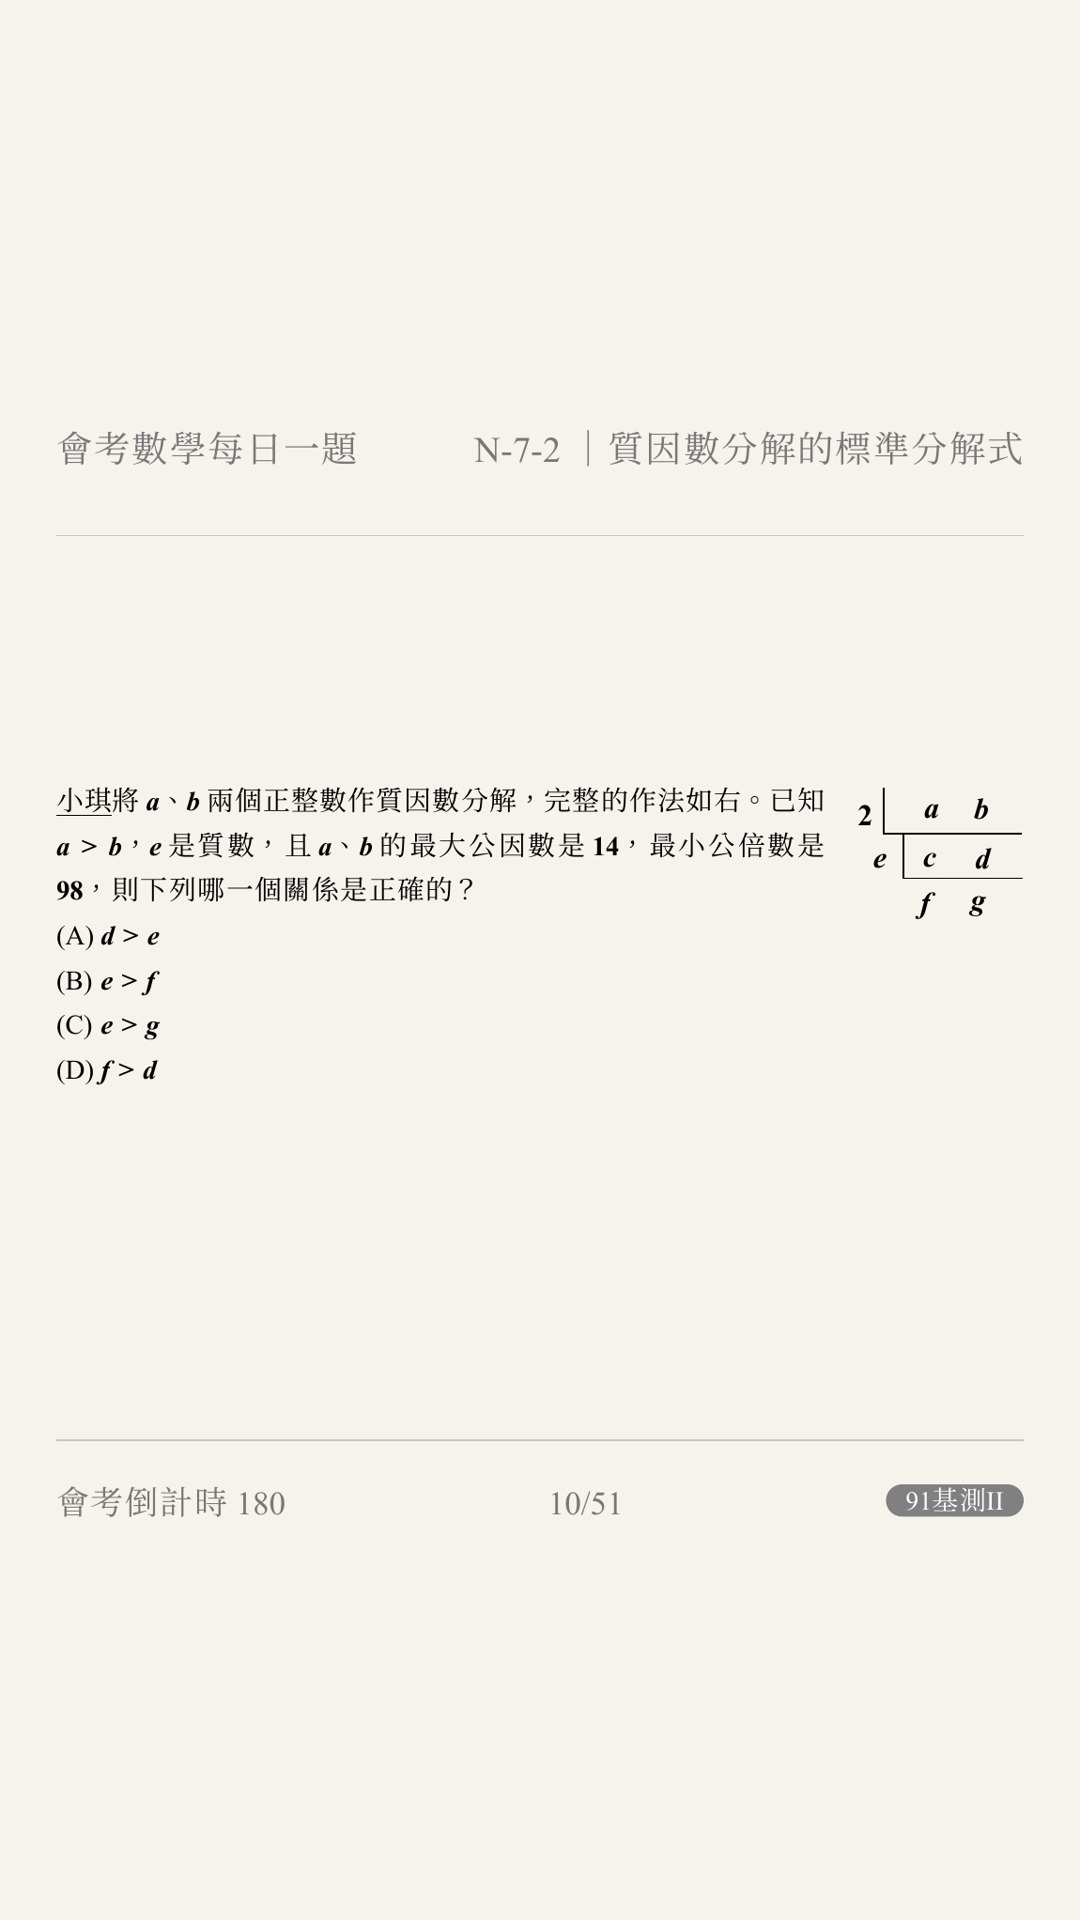 會考數學每日一題
N-7-2｜質因數分解的標準分解式
小琪將 a、b 兩個正整數作質因數分解，完整的作法如右。已知
a > b，e 是質數，且 a、b 的最大公因數是 14，最小公倍數是
98，則下列哪一個關係是正確的？
2 a b
e c d
f g
(A) d > e
(B) e > f
(C) e > g
(D) f > d
會考倒計時 180
10/51
91基測II